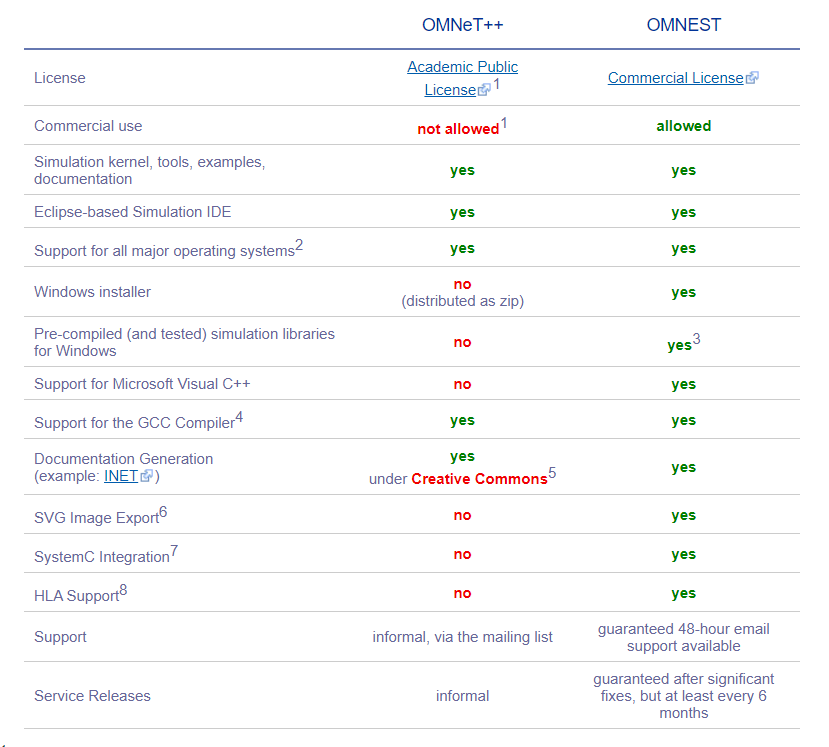 OMNeT++ OMNEST
License Academic Public License 1 Commercial License
Commercial use not allowed 1 allowed
Simulation kernel, tools, examples,
documentation yes yes
Eclipse-based Simulation IDE yes yes
Support for all major operating systems 2 yes yes
Windows installer no
(distributed as zip) yes
Pre-compiled (and tested) simulation libraries
for Windows no yes 3
Support for Microsoft Visual C++ no yes
Support for the GCC Compiler 4 yes yes
Documentation Generation
(example: INET ) yes
under Creative Commons 5 yes
SVG Image Export 6 no yes
SystemC Integration 7 no yes
HLA Support 8 no yes
Support informal, via the mailing list guaranteed 48-hour email
support available
Service Releases informal guaranteed after significant
fixes, but at least every 6
months